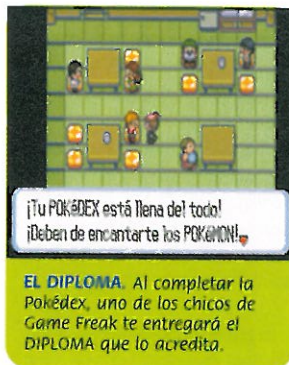 ¡Tu POKéDEX está llena del todo!
¡Deben de encantarte los POKéMON!
EL DIPLOMA. Al completar la
Pokédex, uno de los chicos de
Game Freak te entregará el
DIPLOMA que lo acredita.